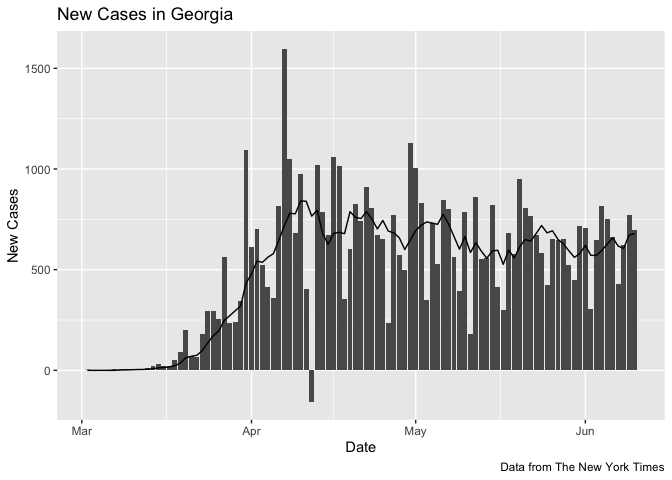 New Cases in Georgia
1500
1000
500
0
New Cases
Mar
Apr
May
Jun
Date
Data from The New York Times